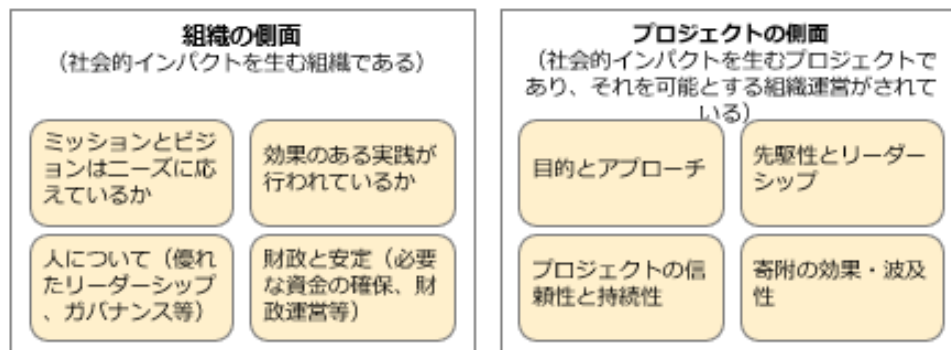 組織の側面
（社会的インパクトを生む組織である）
ミッションとビジ
ョンはニーズに応
えているか
効果のある実践が
行われているか
人について（優れ
たリーダーシップ
、ガバナンス等）
財政と安定（必要
な資金の確保、財
政運営等）
プロジェクトの側面
（社会的インパクトを生むプロジェクトで
あり、それを可能とする組織運営がされて
いる）
目的とアプローチ
先駆性とリーダー
シップ
プロジェクトの信
頼性と持続性
寄附の効果・波及
性